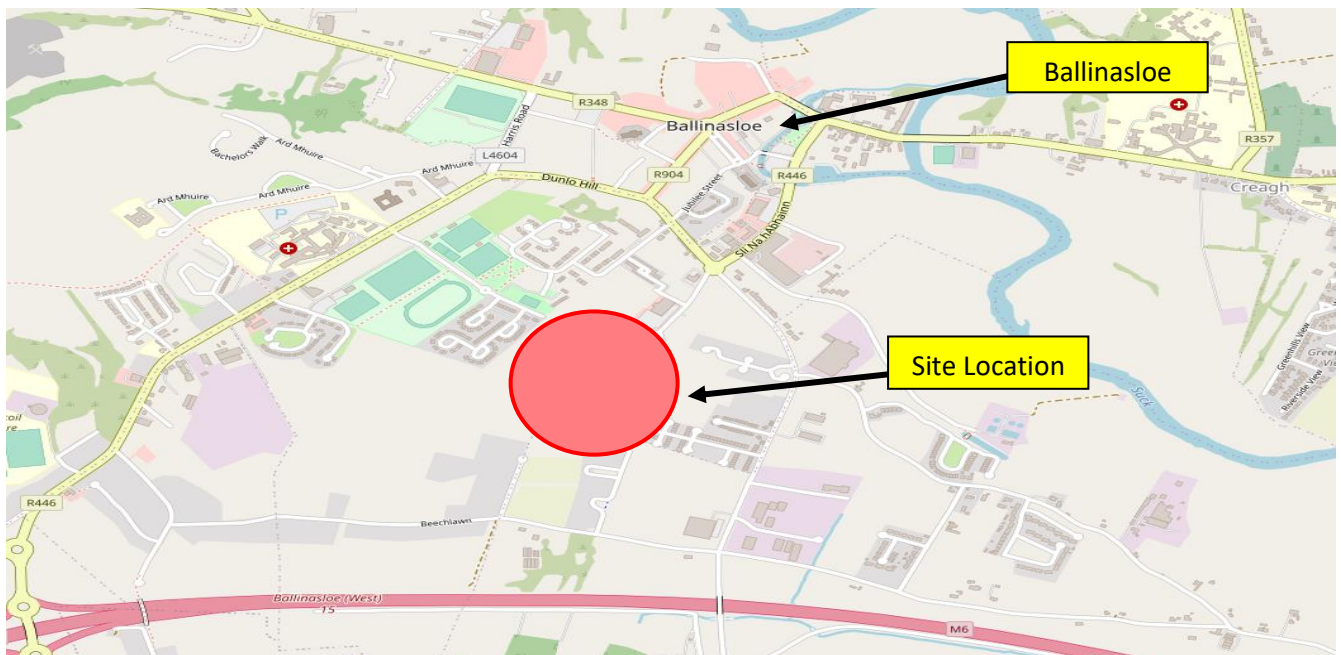 Ballinasloe
R348
Harris Road
Ballinasloe
R357
Bachelors Walk
Ard Mhuire
L4604
Ard Mhuire
R904
R446
Creagh
Dunlo Hill
Jubilee Street
Ard Mhuire
Ard Mhuire
P
Sli Na hAbhainn
Site Location
Greenhills View
Riverside View
Suck
R446
Beechlawn
Ballinasloe (West)
15
M6